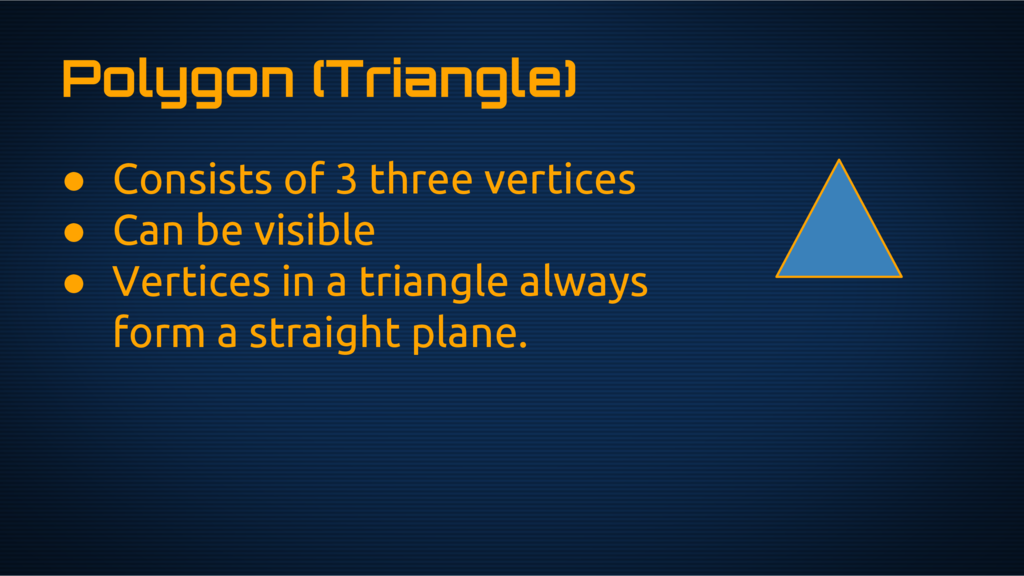 Polygon (Triangle)
● Consists of 3 three vertices
● Can be visible
● Vertices in a triangle always
form a straight plane.